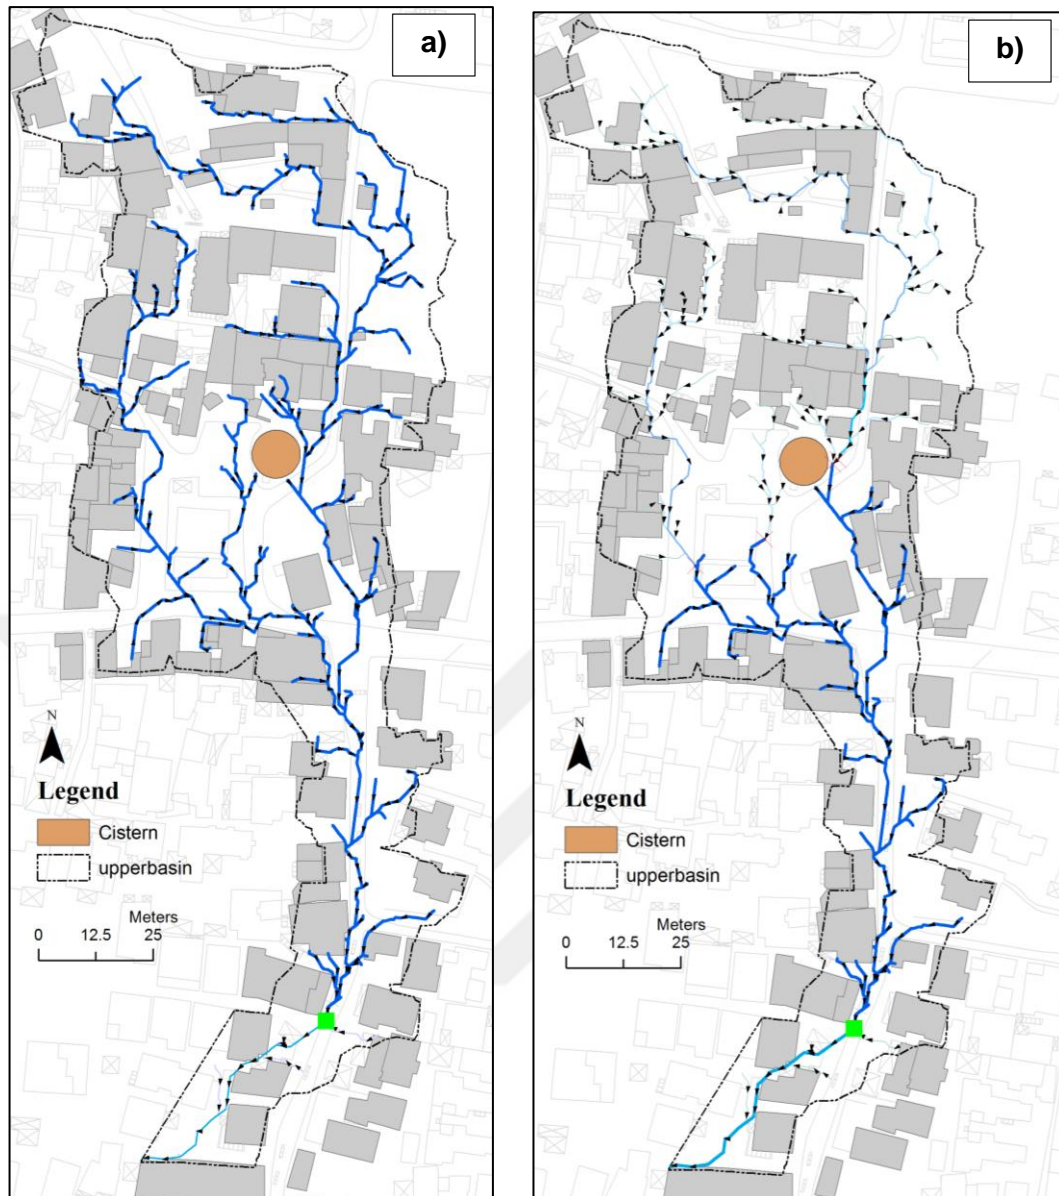 a)
N
Legend
Cistern
upperbasin
Meters
0 12.5 25
b)
N
Legend
Cistern
upperbasin
Meters
0 12.5 25